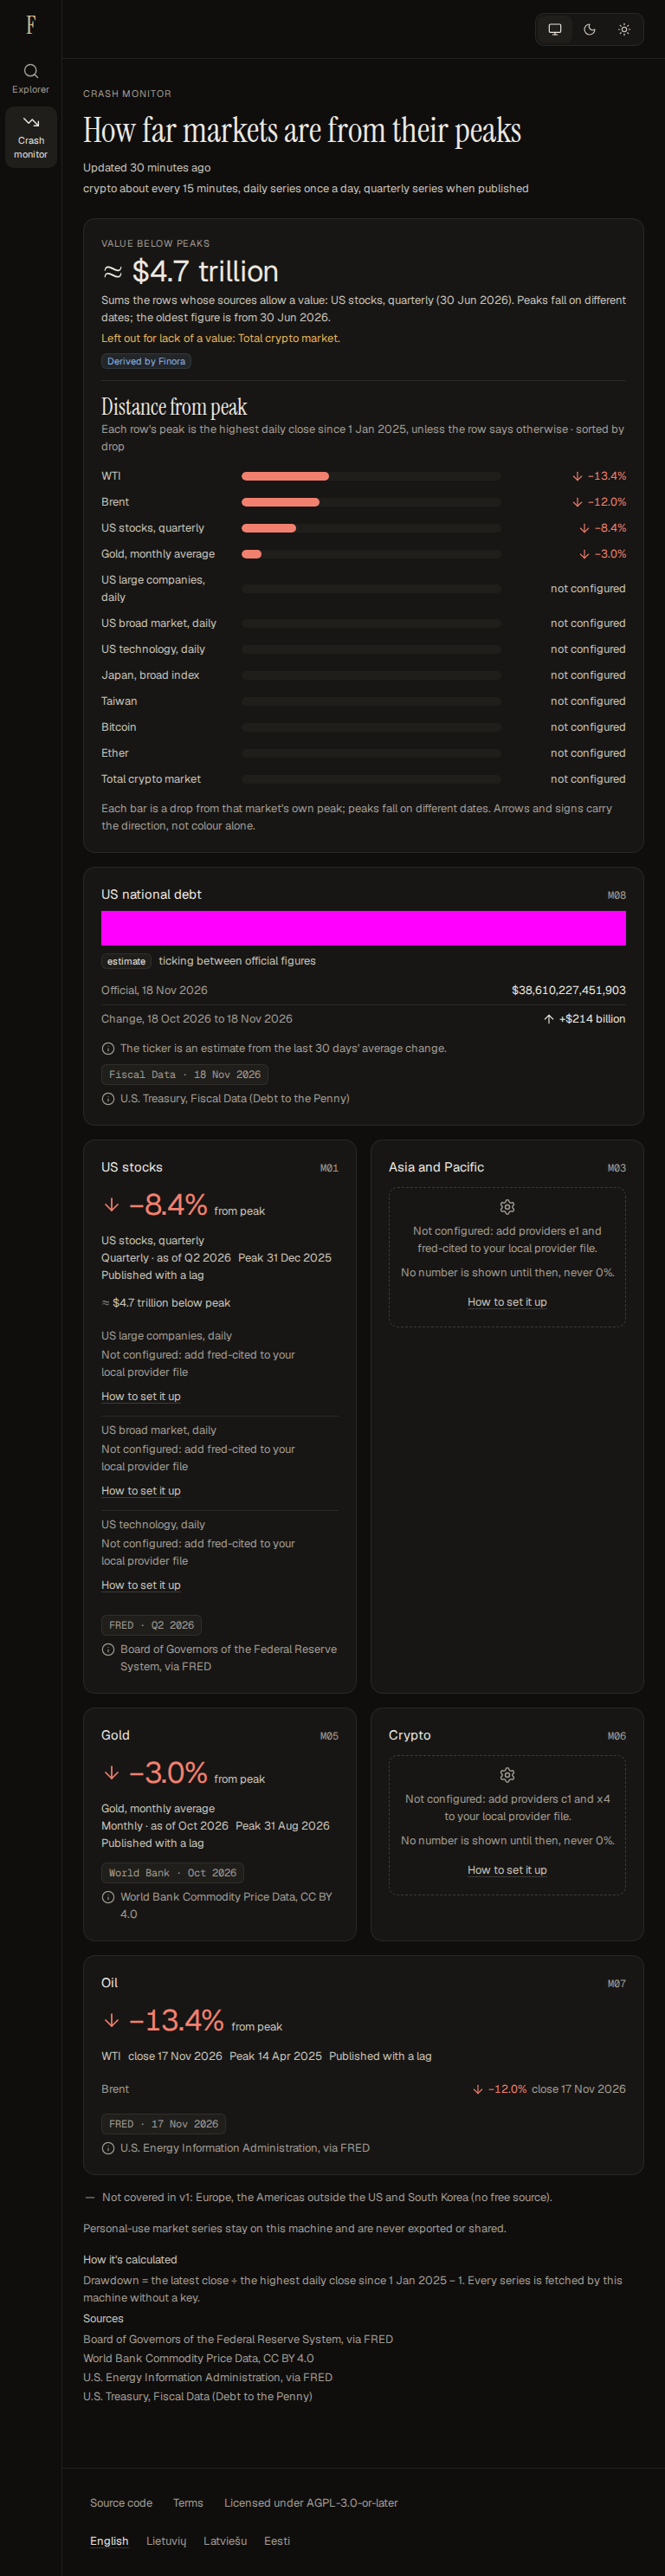 F
Explorer
Crash
monitor
CRASH MONITOR
How far markets are from their peaks
Updated 30 minutes ago
crypto about every 15 minutes, daily series once a day, quarterly series when published
VALUE BELOW PEAKS
≈ $4.7 trillion
Sums the rows whose sources allow a value: US stocks, quarterly (30 Jun 2026). Peaks fall on different
dates; the oldest figure is from 30 Jun 2026.
Left out for lack of a value: Total crypto market.
Derived by Finora
Distance from peak
Each row's peak is the highest daily close since 1 Jan 2025, unless the row says otherwise · sorted by
drop
WTI ↓ −13.4%
Brent ↓ −12.0%
US stocks, quarterly ↓ −8.4%
Gold, monthly average ↓ −3.0%
US large companies,
daily not configured
US broad market, daily not configured
US technology, daily not configured
Japan, broad index not configured
Taiwan not configured
Bitcoin not configured
Ether not configured
Total crypto market not configured
Each bar is a drop from that market's own peak; peaks fall on different dates. Arrows and signs carry
the direction, not colour alone.
US national debt M08
estimate ticking between official figures
Official, 18 Nov 2026 $38,610,227,451,903
Change, 18 Oct 2026 to 18 Nov 2026 ↑ +$214 billion
The ticker is an estimate from the last 30 days' average change.
Fiscal Data · 18 Nov 2026
U.S. Treasury, Fiscal Data (Debt to the Penny)
US stocks M01
↓ −8.4% from peak
US stocks, quarterly
Quarterly · as of Q2 2026 Peak 31 Dec 2025
Published with a lag
≈ $4.7 trillion below peak
US large companies, daily
Not configured: add fred-cited to your
local provider file
How to set it up
US broad market, daily
Not configured: add fred-cited to your
local provider file
How to set it up
US technology, daily
Not configured: add fred-cited to your
local provider file
How to set it up
FRED · Q2 2026
Board of Governors of the Federal Reserve
System, via FRED
Asia and Pacific M03
Not configured: add providers e1 and
fred-cited to your local provider file.
No number is shown until then, never 0%.
How to set it up
Gold M05
↓ −3.0% from peak
Gold, monthly average
Monthly · as of Oct 2026 Peak 31 Aug 2026
Published with a lag
World Bank · Oct 2026
World Bank Commodity Price Data, CC BY
4.0
Crypto M06
Not configured: add providers c1 and x4
to your local provider file.
No number is shown until then, never 0%.
How to set it up
Oil M07
↓ −13.4% from peak
WTI close 17 Nov 2026 Peak 14 Apr 2025 Published with a lag
Brent ↓ −12.0% close 17 Nov 2026
FRED · 17 Nov 2026
U.S. Energy Information Administration, via FRED
— Not covered in v1: Europe, the Americas outside the US and South Korea (no free source).
Personal-use market series stay on this machine and are never exported or shared.
How it's calculated
Drawdown = the latest close ÷ the highest daily close since 1 Jan 2025 − 1. Every series is fetched by this
machine without a key.
Sources
Board of Governors of the Federal Reserve System, via FRED
World Bank Commodity Price Data, CC BY 4.0
U.S. Energy Information Administration, via FRED
U.S. Treasury, Fiscal Data (Debt to the Penny)
Source code Terms Licensed under AGPL-3.0-or-later
English Lietuvių Latviešu Eesti